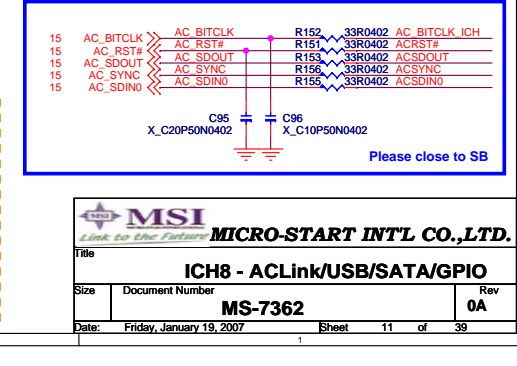 15 AC_BITCLK AC_BITCLK R152 33R0402 AC_BITCLK_ICH
15 AC_RST# AC_RST# R151 33R0402 ACRST#
15 AC_SDOUT AC_SDOUT R153 33R0402 ACSDOUT
15 AC_SYNC AC_SYNC R156 33R0402 ACSYNC
15 AC_SDIN0 AC_SDIN0 R155 33R0402 ACSDIN0
C95 C96
X_C20P50N0402 X_C10P50N0402
Please close to SB
MSI MSI
Link to the Future MICRO-START INT'L CO.,LTD.
Title
ICH8 - ACLink/USB/SATA/GPIO
Size Document Number Rev
MS-7362 0A
Date: Friday, January 19, 2007 Sheet 11 of 39
1